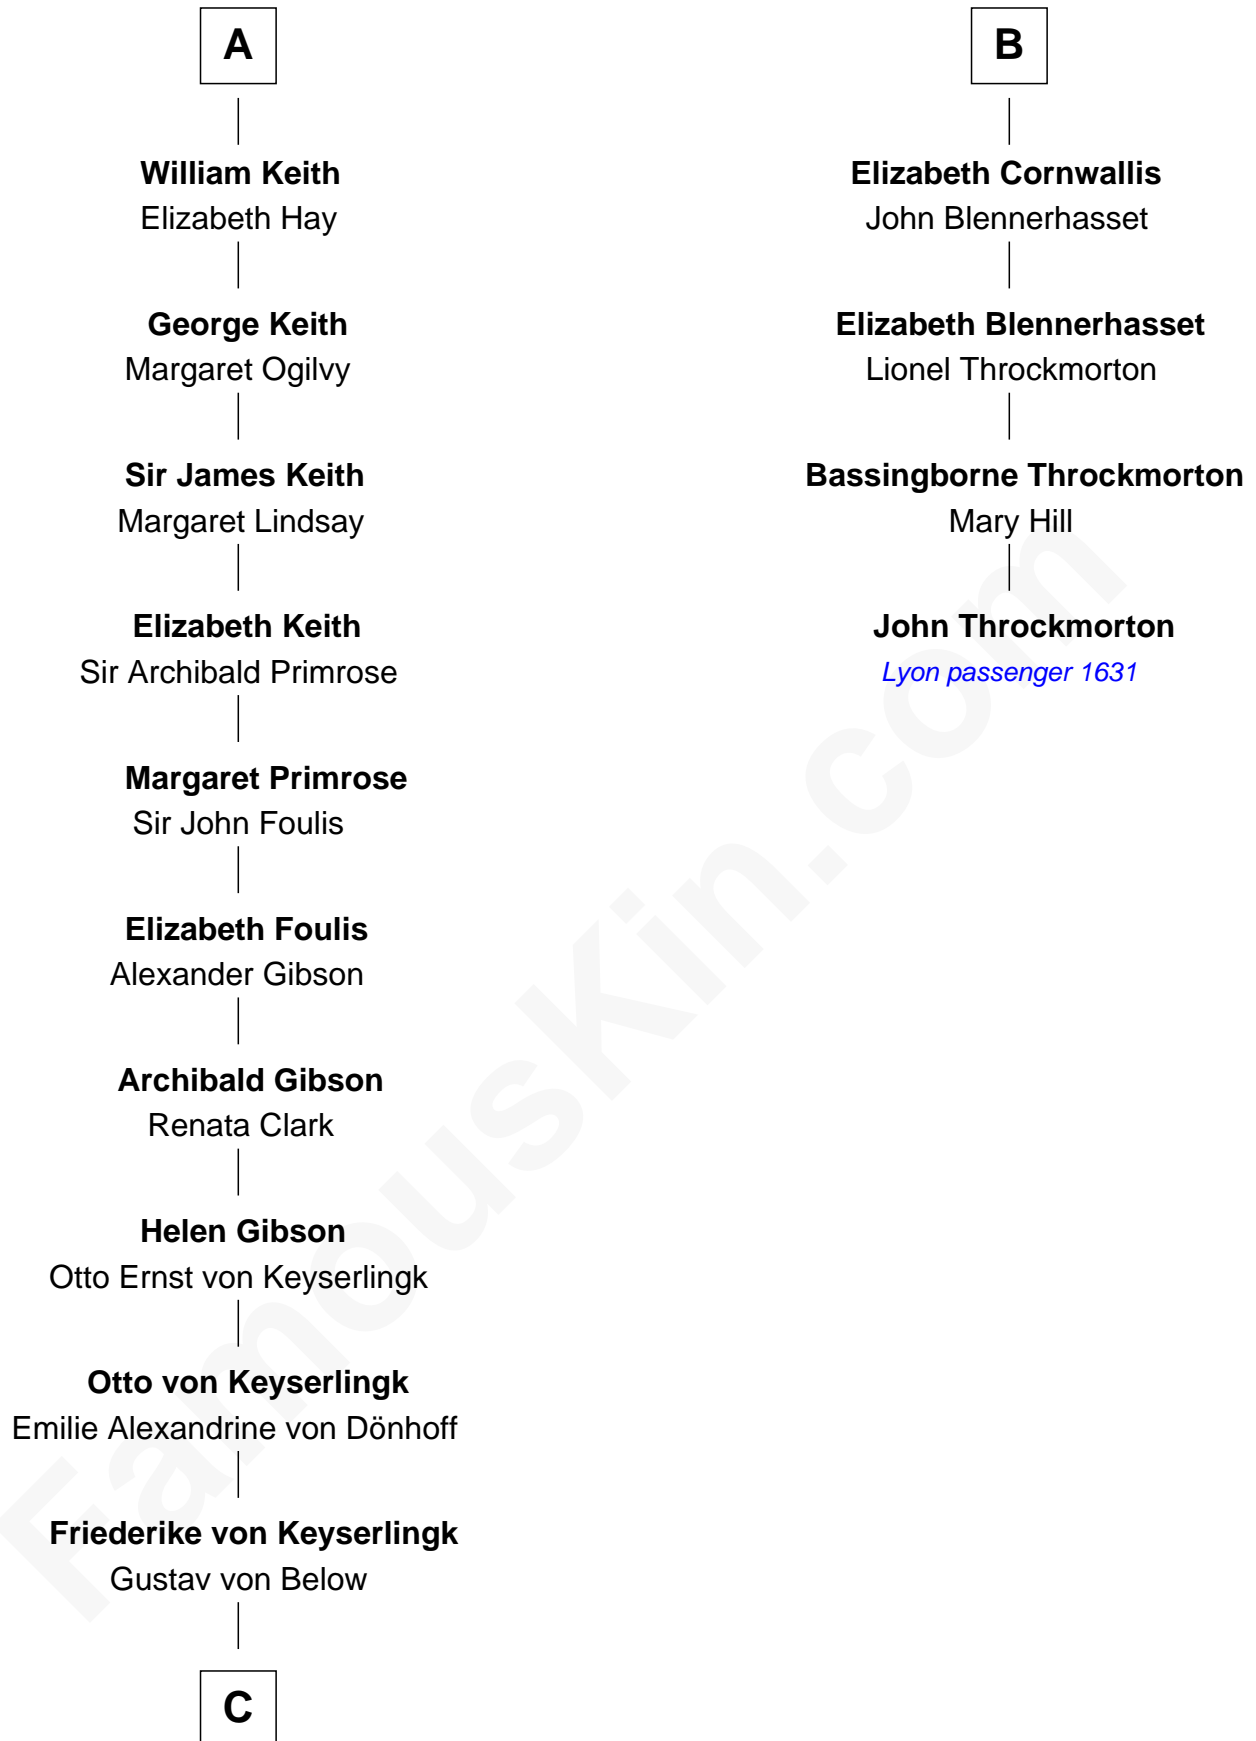 A
William Keith
Elizabeth Hay
George Keith
Margaret Ogilvy
Sir James Keith
Margaret Lindsay
Elizabeth Keith
Sir Archibald Primrose
Margaret Primrose
Sir John Foulis
Elizabeth Foulis
Alexander Gibson
Archibald Gibson
Renata Clark
Helen Gibson
Otto Ernst von Keyserlingk
Otto von Keyserlingk
Emilie Alexandrine von Dönhoff
Friederike von Keyserlingk
Gustav von Below
C
B
Elizabeth Cornwallis
John Blennerhasset
Elizabeth Blennerhasset
Lionel Throckmorton
Bassingborne Throckmorton
Mary Hill
John Throckmorton
Lyon passenger 1631
FamousKin.com